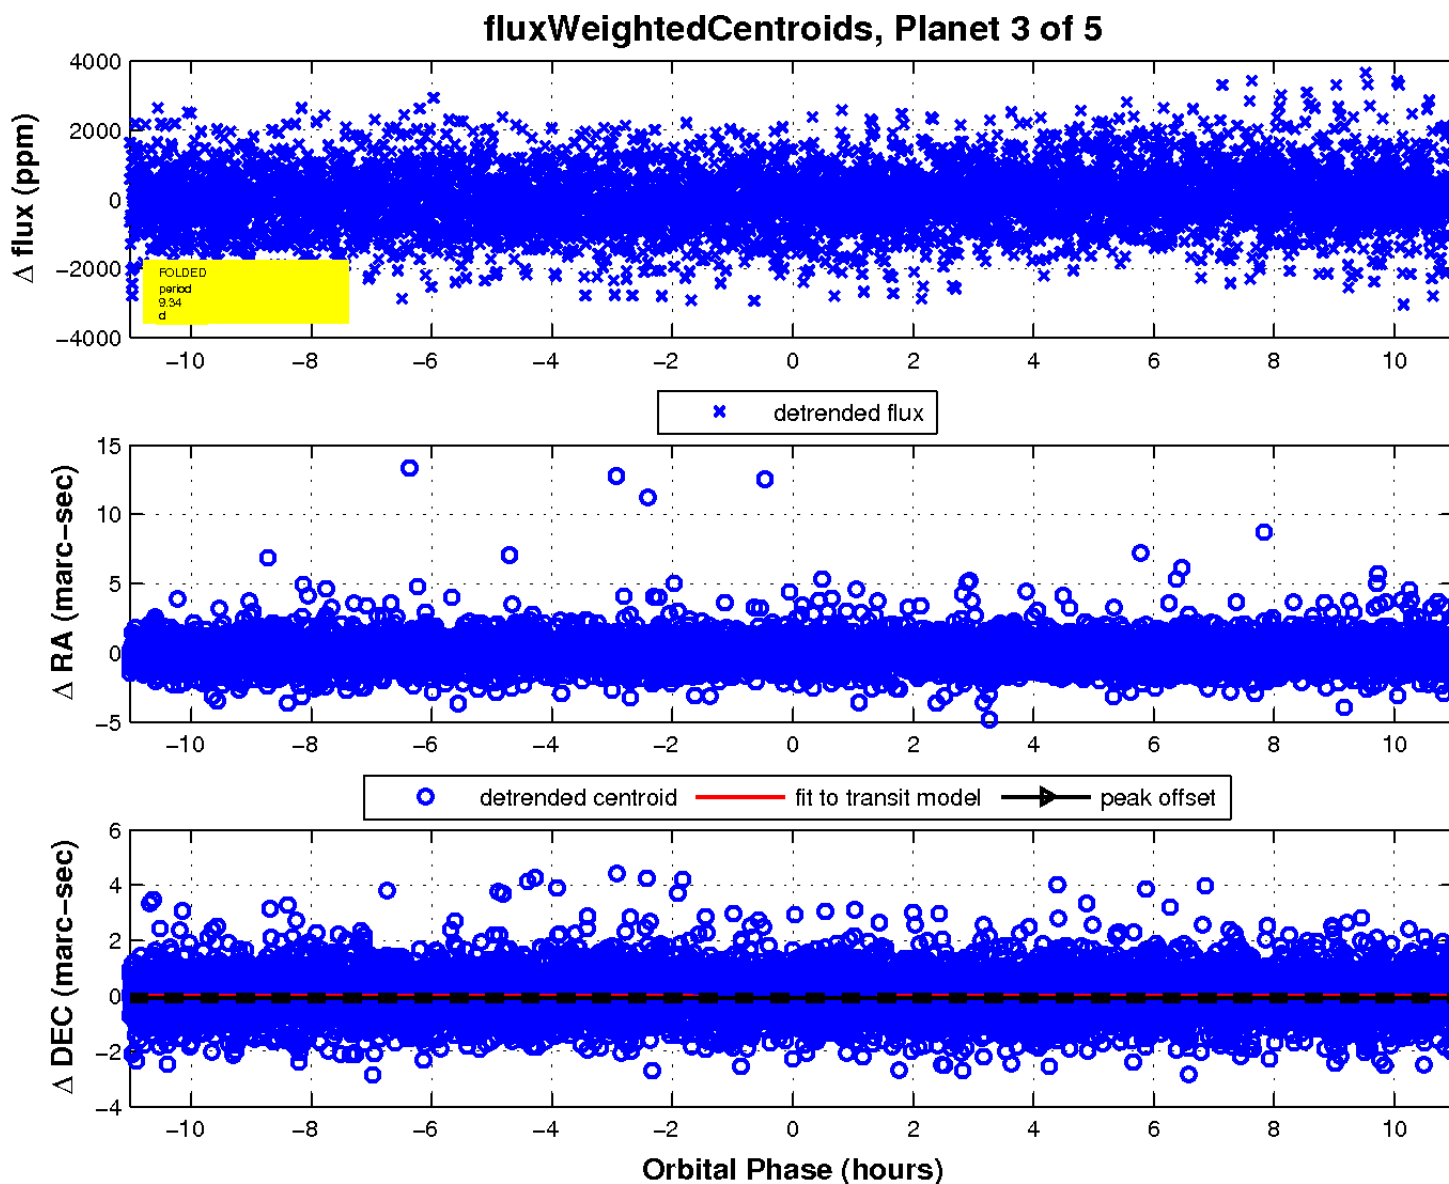 fluxWeightedCentroids, Planet 3 of 5
4000
2000
0
−2000
−4000
Δ flux (ppm)
FOLDED
period
9.34
d
−10 −8 −6 −4 −2 0 2 4 6 8 10
detrended flux
15
10
5
0
−5
Δ RA (marc−sec)
−10 −8 −6 −4 −2 0 2 4 6 8 10
detrended centroid fit to transit model peak offset
6
4
2
0
−2
−4
Δ DEC (marc−sec)
−10 −8 −6 −4 −2 0 2 4 6 8 10
Orbital Phase (hours)